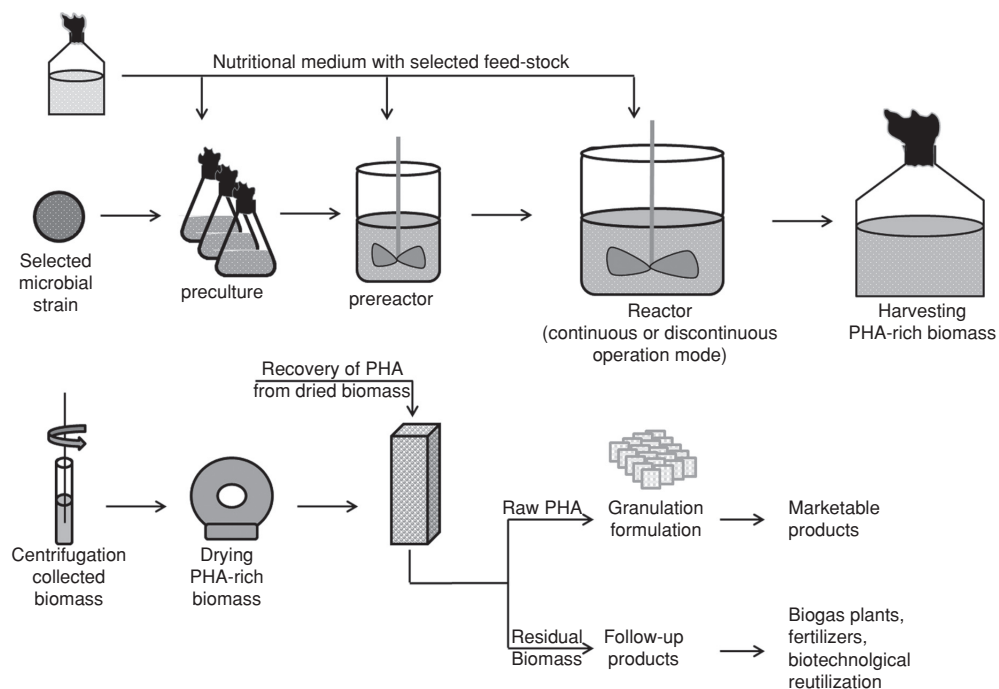 Nutritional medium with selected feed-stock
Selected
microbial
strain
preculture
prereactor
Reactor
(continuous or discontinuous
operation mode)
Harvesting
PHA-rich biomass
Recovery of PHA
from dried biomass
Centrifugation
collected
biomass
Drying
PHA-rich
biomass
Raw PHA
Granulation
formulation
Marketable
products
Residual
Biomass
Follow-up
products
Biogas plants,
fertilizers,
biotechnolgical
reutilization